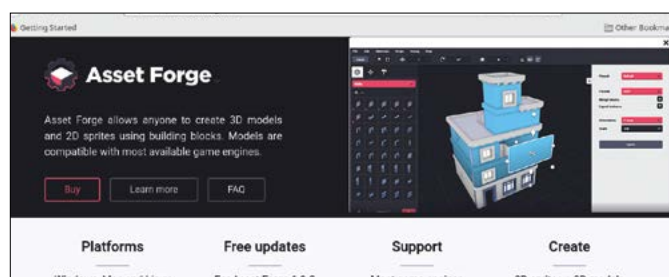 Getting Started
Other Bookma
Asset Forge
Asset Forge allows anyone to create 3D models
and 2D sprites using building blocks. Models are
compatible with most available game engines.
Buy
Learn more
FAQ
Platforms
Free updates
Support
Create